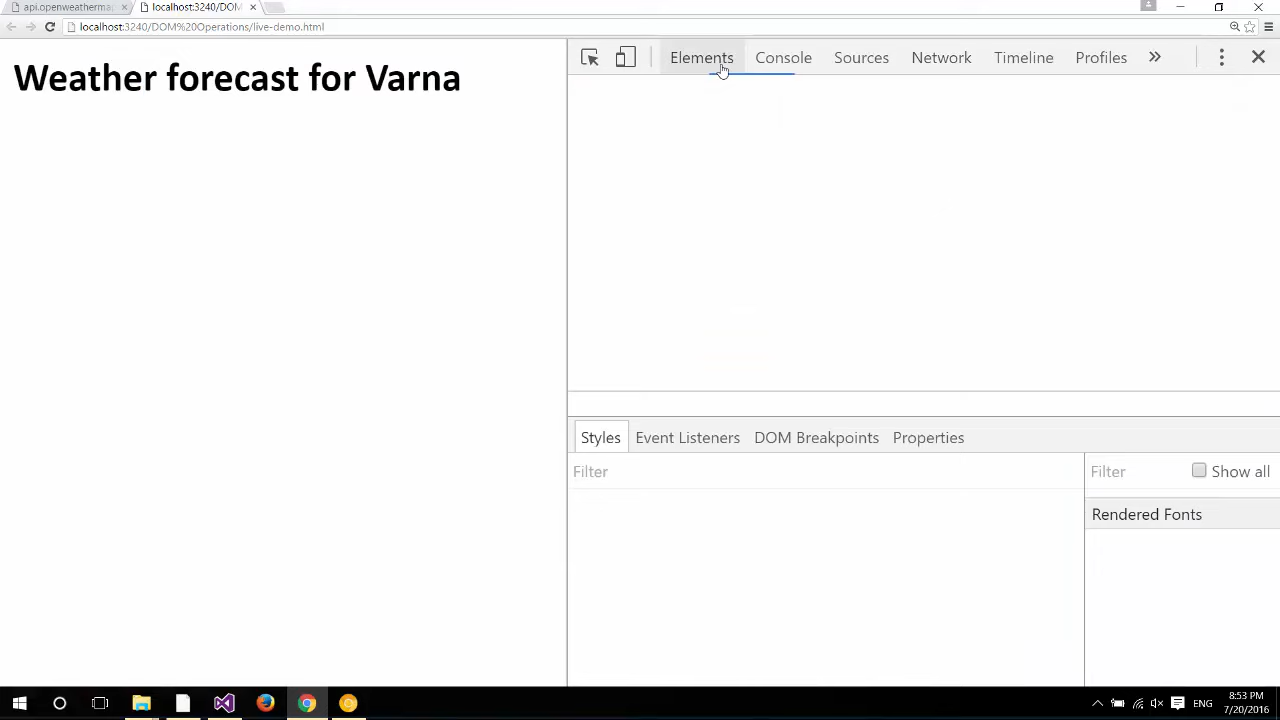 api.openweathermap
localhost:3240/DOM
localhost:3240/DOM%20Operations/live-demo.html
Weather forecast for Varna
Elements Console Sources Network Timeline Profiles »
Styles Event Listeners DOM Breakpoints Properties
Filter
Filter Show all
Rendered Fonts
ENG
8:53 PM
7/20/2016